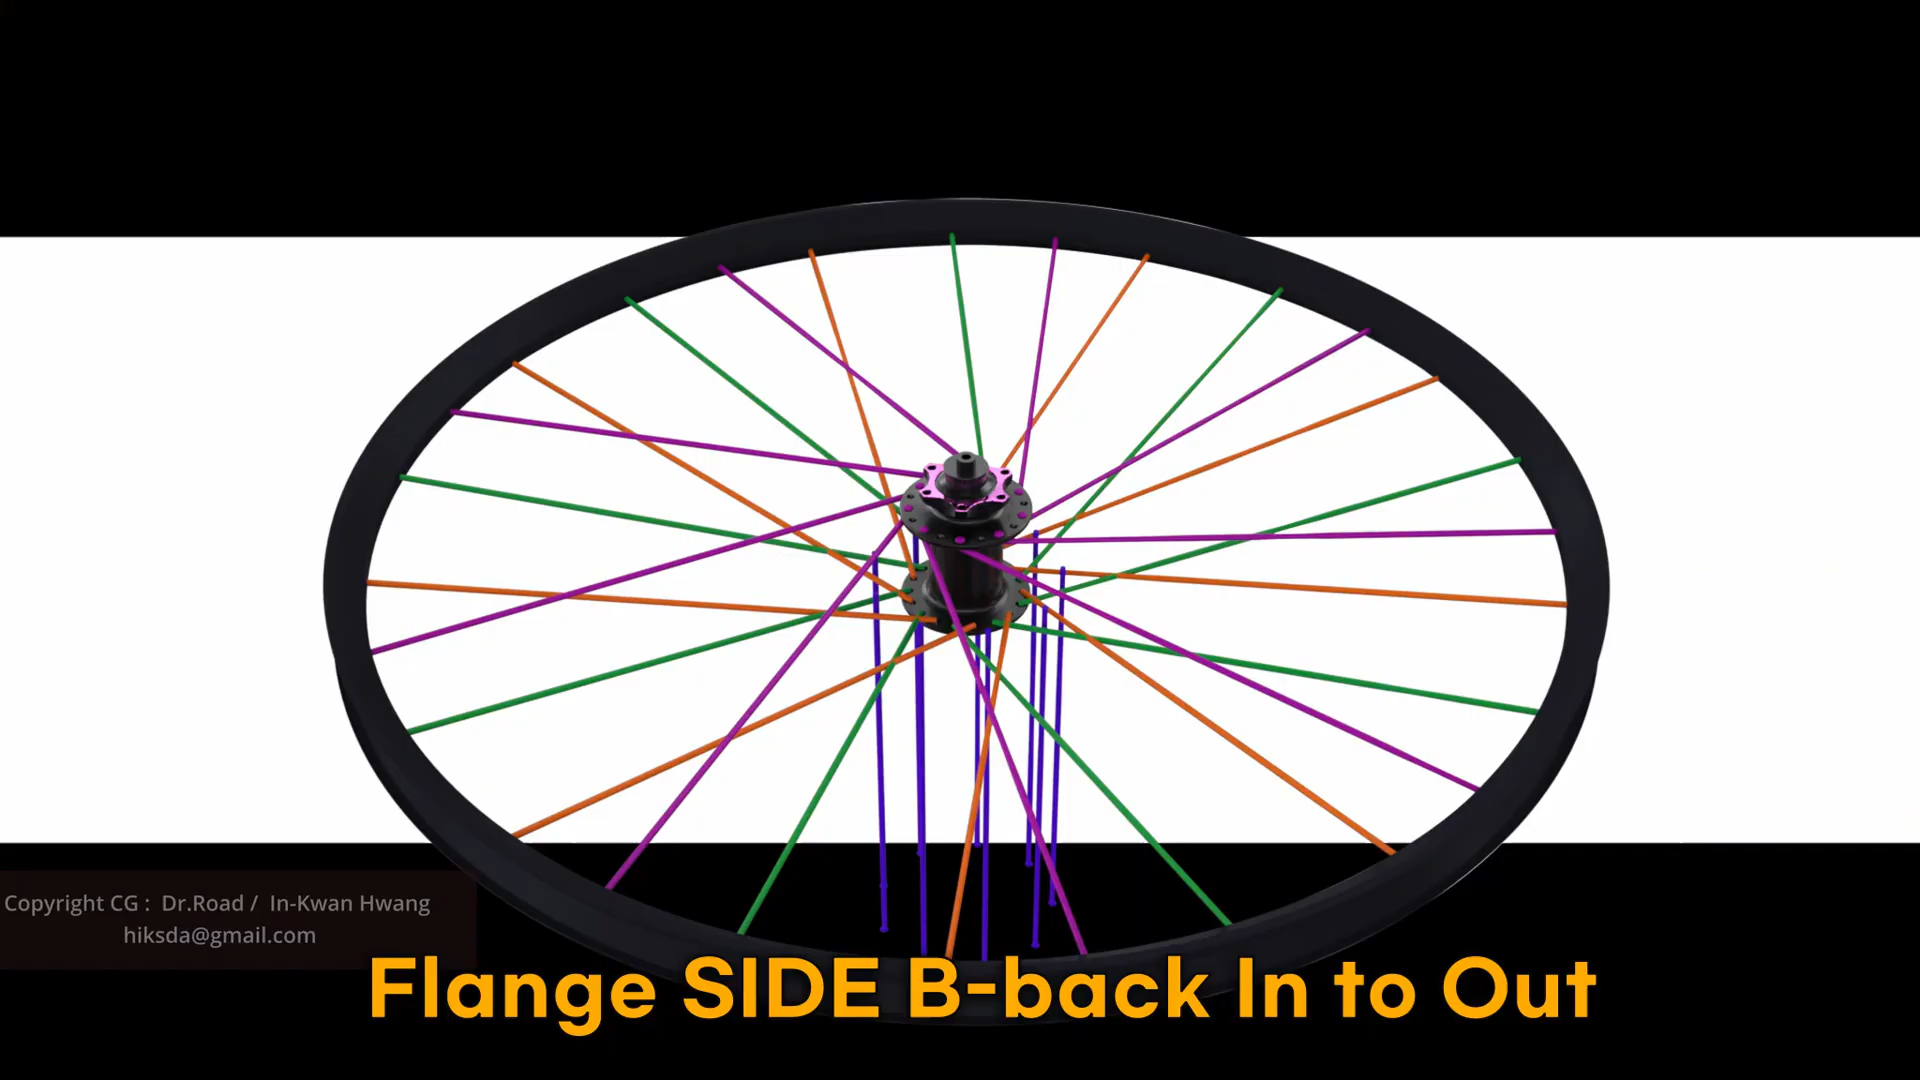 Copyright CG : Dr.Road / In-Kwan Hwang
hiksda@gmail.com
Flange SIDE B-back In to Out